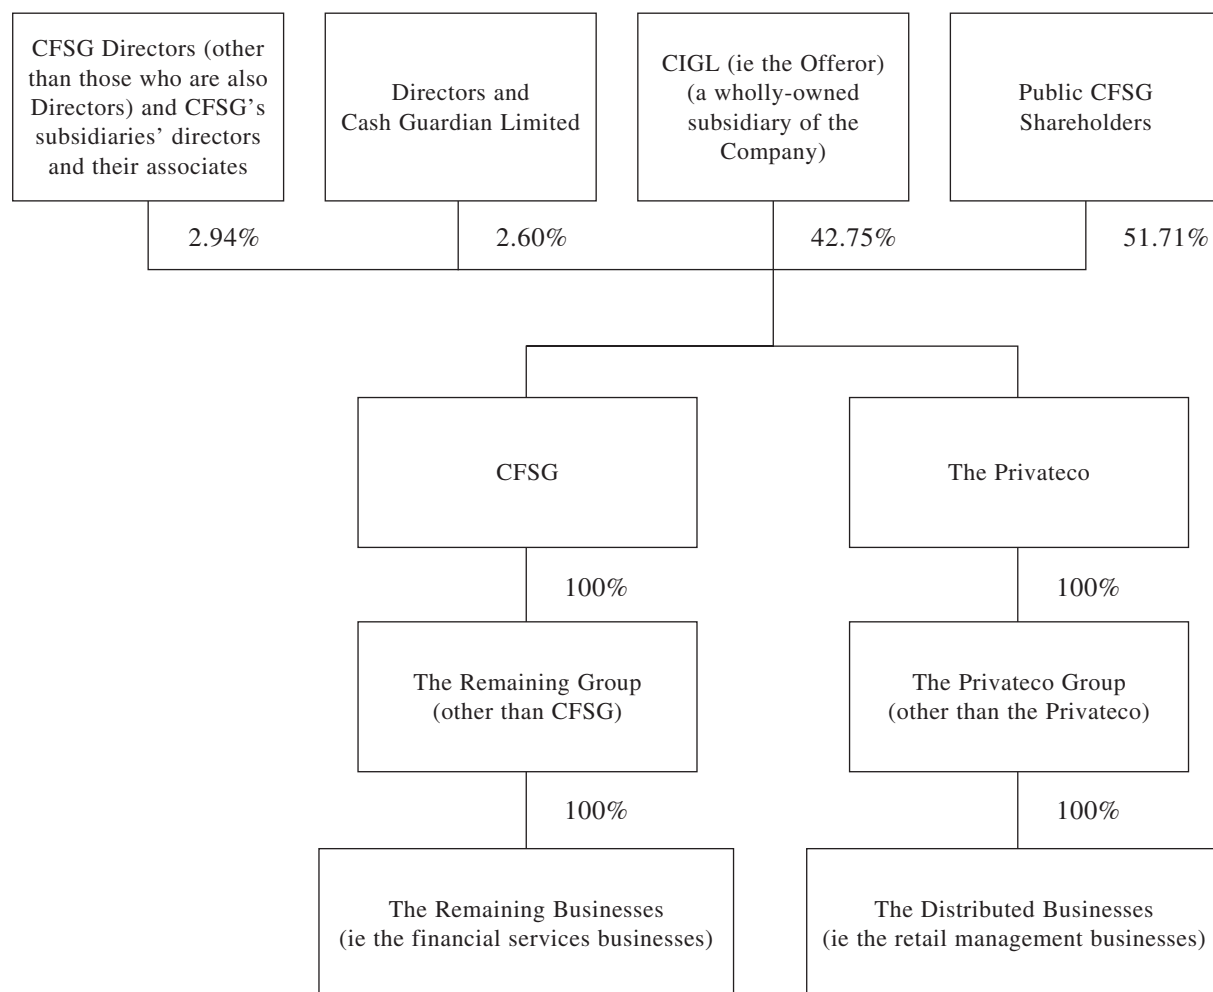 CFSG Directors (other
than those who are also
Directors) and CFSG's
subsidiaries' directors
and their associates
Directors and
Cash Guardian Limited
CIGL (ie the Offeror)
(a wholly-owned
subsidiary of the
Company)
Public CFSG
Shareholders
2.94%
2.60%
42.75%
51.71%
CFSG
The Privateco
100%
100%
The Remaining Group
(other than CFSG)
The Privateco Group
(other than the Privateco)
100%
100%
The Remaining Businesses
(ie the financial services businesses)
The Distributed Businesses
(ie the retail management businesses)